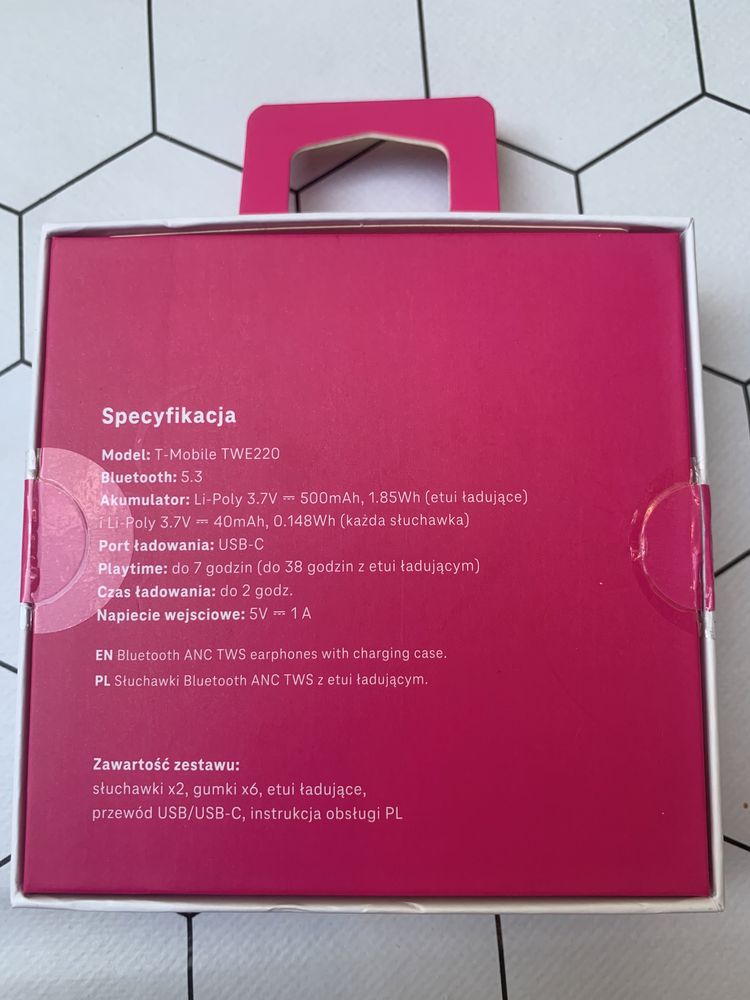 Specyfikacja
Model: T-Mobile TWE220
Bluetooth: 5.3
Akumulator: Li-Poly 3.7V ⎓ 500mAh, 1.85Wh (etui ładujące)
i Li-Poly 3.7V ⎓ 40mAh, 0.148Wh (każda słuchawka)
Port ładowania: USB-C
Playtime: do 7 godzin (do 38 godzin z etui ładującym)
Czas ładowania: do 2 godz.
Napiecie wejsciowe: 5V ⎓ 1 A
EN Bluetooth ANC TWS earphones with charging case.
PL Słuchawki Bluetooth ANC TWS z etui ładującym.
Zawartość zestawu:
słuchawki x2, gumki x6, etui ładujące,
przewód USB/USB-C, instrukcja obsługi PL